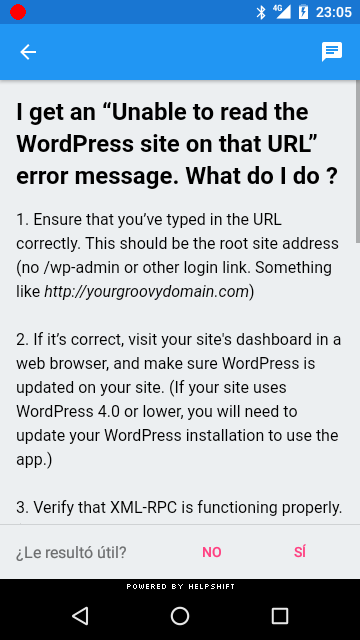 4G 23:05
I get an “Unable to read the
WordPress site on that URL”
error message. What do I do ?
1. Ensure that you’ve typed in the URL
correctly. This should be the root site address
(no /wp-admin or other login link. Something
like http://yourgroovydomain.com)
2. If it’s correct, visit your site's dashboard in a
web browser, and make sure WordPress is
updated on your site. (If your site uses
WordPress 4.0 or lower, you will need to
update your WordPress installation to use the
app.)
3. Verify that XML-RPC is functioning properly.
¿Le resultó útil? NO SÍ
POWERED BY HELPSHIFT